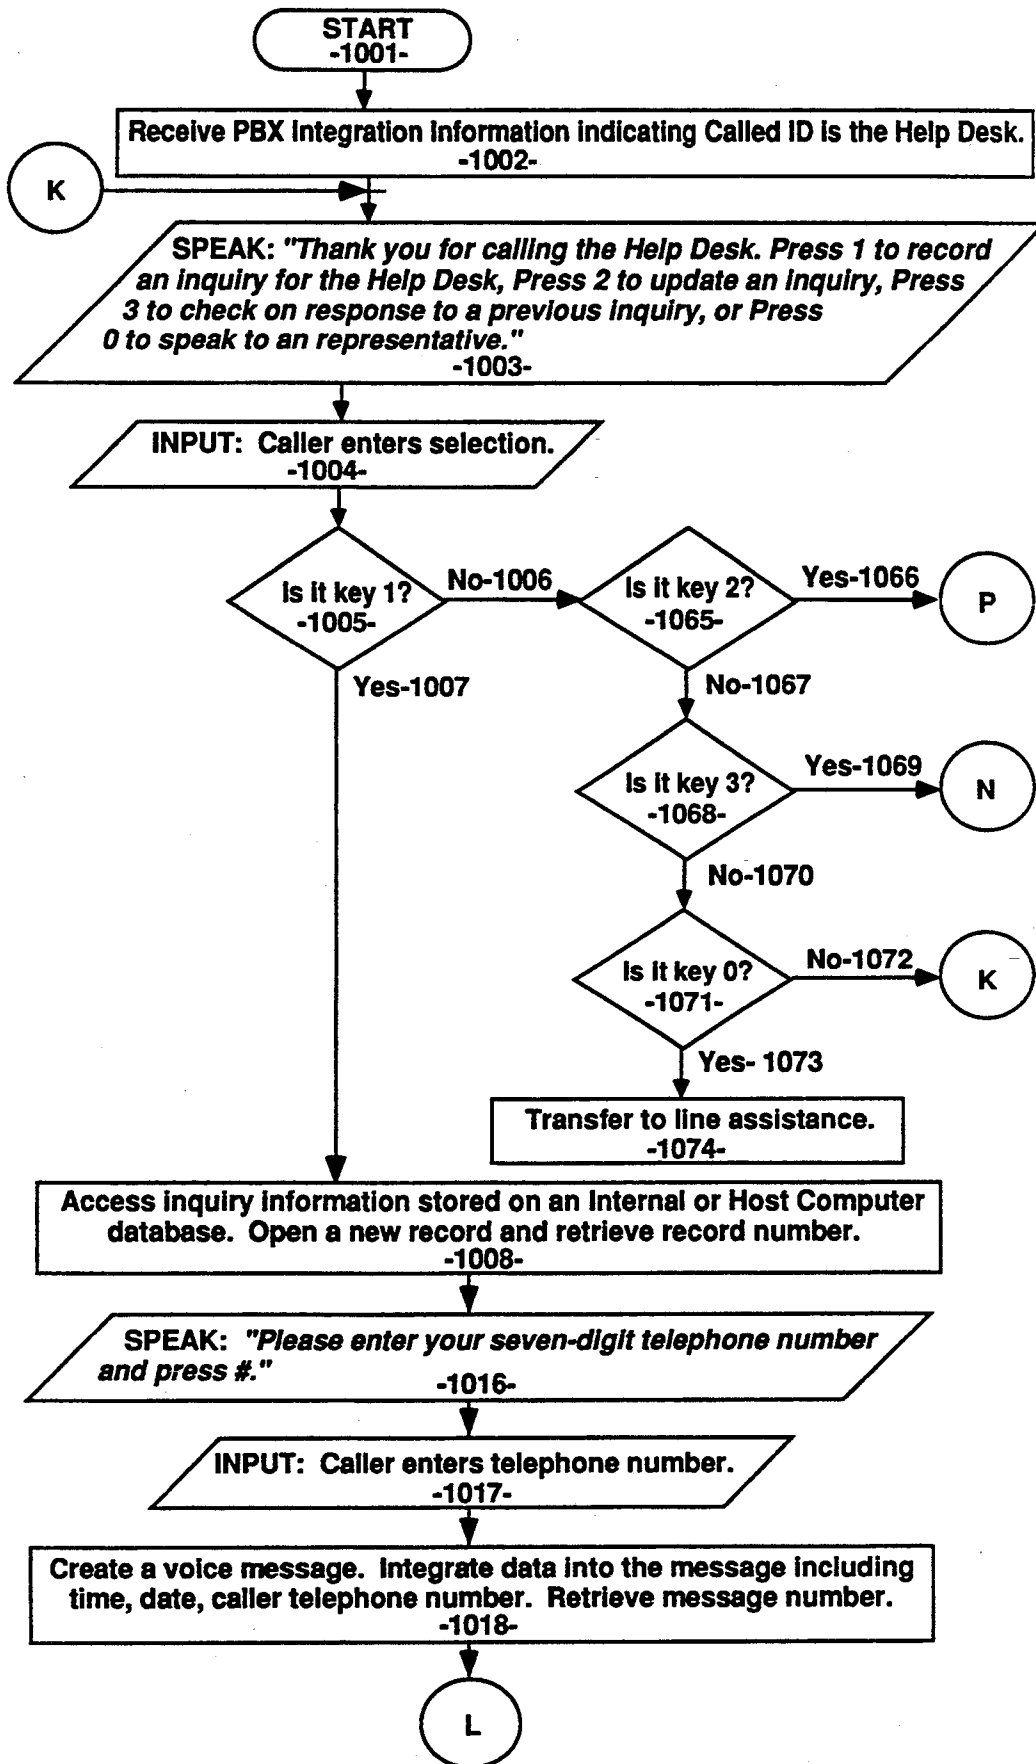 START
-1001-
Receive PBX Integration Information indicating Called ID is the Help Desk.
-1002-
K
SPEAK: "Thank you for calling the Help Desk. Press 1 to record
an inquiry for the Help Desk, Press 2 to update an inquiry, Press
3 to check on response to a previous inquiry, or Press
0 to speak to an representative."
-1003-
INPUT: Caller enters selection.
-1004-
Is it key 1?
-1005-
No-1006
Is it key 2?
-1065-
Yes-1066
P
Yes-1007
No-1067
Is it key 3?
-1068-
Yes-1069
N
No-1070
Is it key 0?
-1071-
No-1072
K
Yes- 1073
Transfer to line assistance.
-1074-
Access inquiry information stored on an Internal or Host Computer
database. Open a new record and retrieve record number.
-1008-
SPEAK: "Please enter your seven-digit telephone number
and press #."
-1016-
INPUT: Caller enters telephone number.
-1017-
Create a voice message. Integrate data into the message including
time, date, caller telephone number. Retrieve message number.
-1018-
L